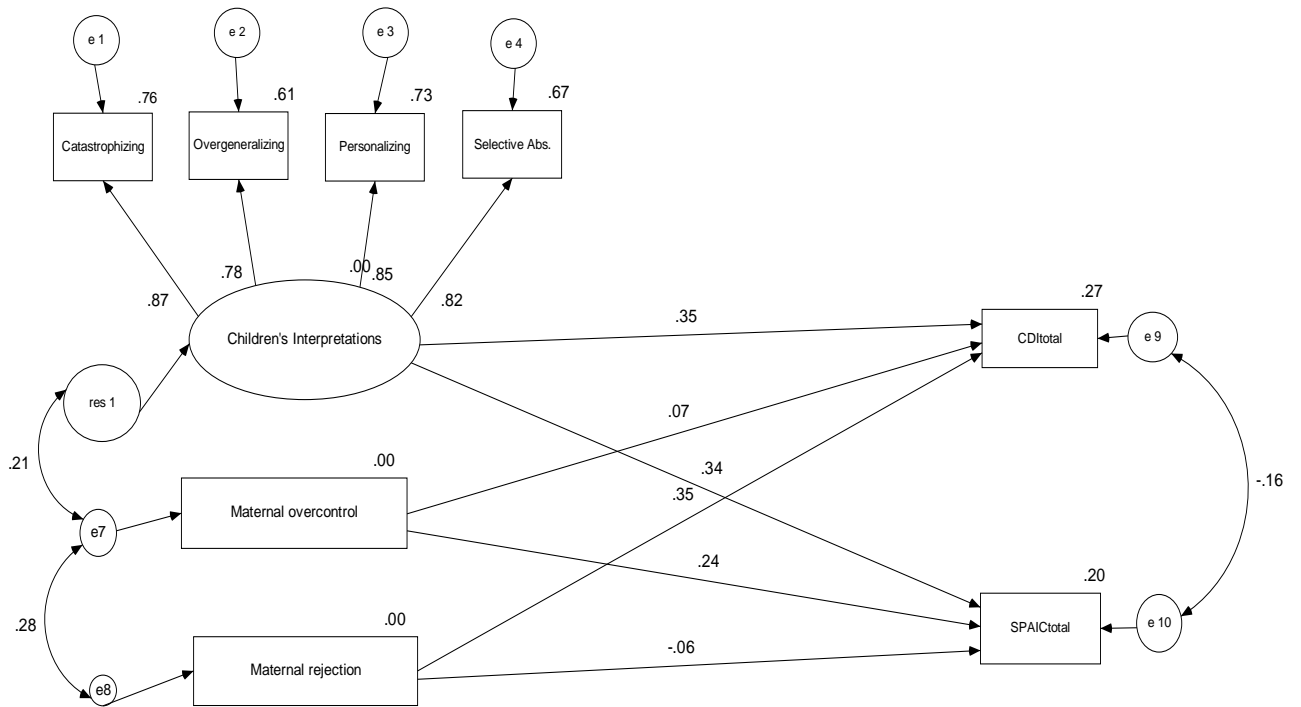 e 1
e 2
e 3
e 4
.76
.61
.73
.67
Catastrophizing
Overgeneralizing
Personalizing
Selective Abs.
.87
.78
.00
.85
.82
Children's Interpretations
.35
.27
CDItotal
e 9
res 1
.21
.07
.00
Maternal overcontrol
e7
.34
.35
-.16
.24
.20
SPAICtotal
e 10
.28
.00
Maternal rejection
e8
-.06